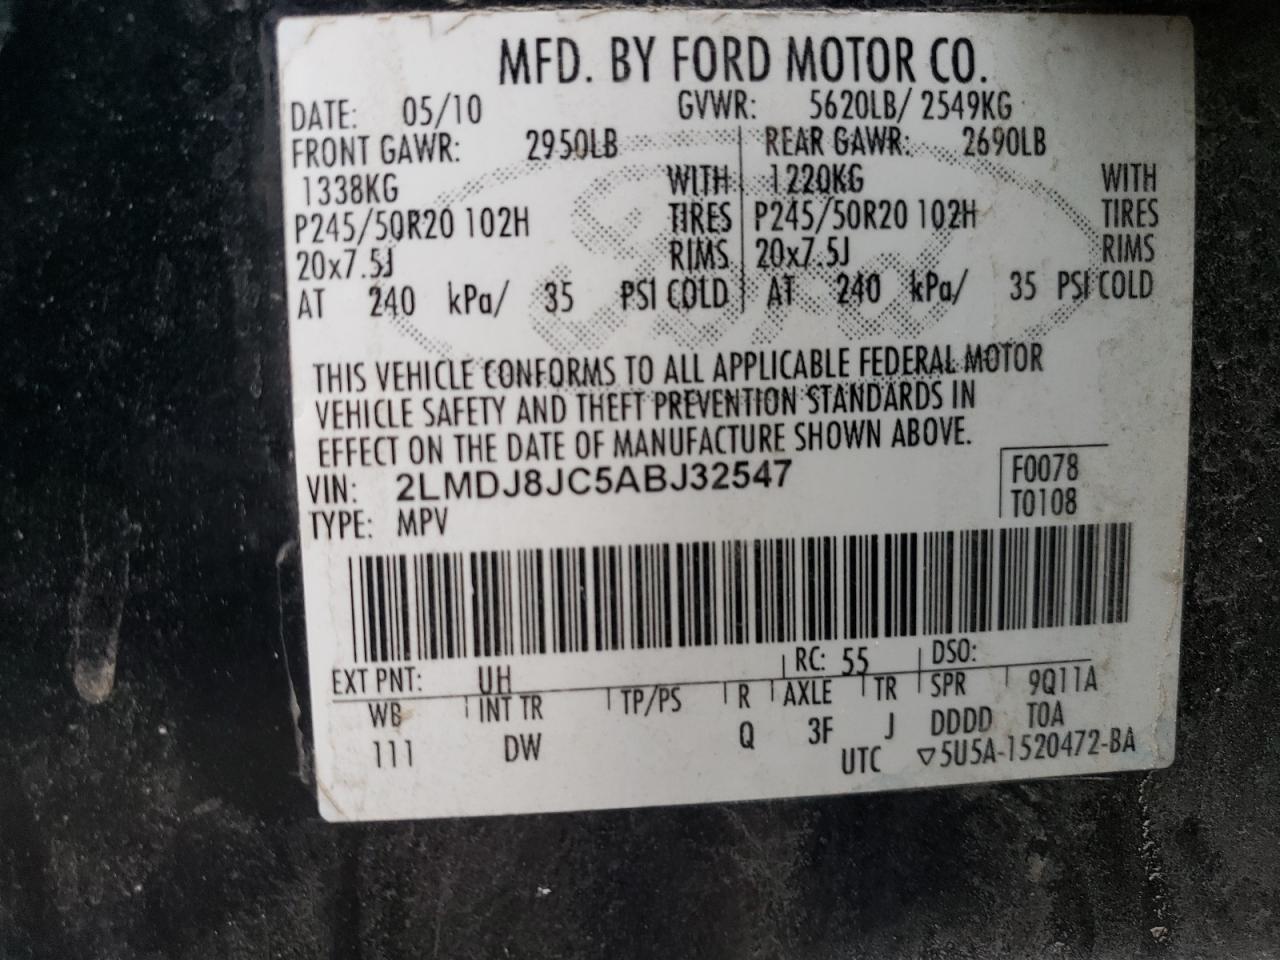 MFD. BY FORD MOTOR CO.
DATE: 05/10 GVWR: 5620LB/ 2549KG
FRONT GAWR: 2950LB REAR GAWR: 2690LB
1338KG WITH 1220KG WITH
P245/50R20 102H TIRES P245/50R20 102H TIRES
20x7.5J RIMS 20x7.5J RIMS
AT 240 kPa/ 35 PSI COLD AT 240 kPa/ 35 PSI COLD
Ford
THIS VEHICLE CONFORMS TO ALL APPLICABLE FEDERAL MOTOR
VEHICLE SAFETY AND THEFT PREVENTION STANDARDS IN
EFFECT ON THE DATE OF MANUFACTURE SHOWN ABOVE.
VIN: 2LMDJ8JC5ABJ32547 F0078
TYPE: MPV T0108
EXT PNT: UH RC: 55 DSO:
WB INT TR TP/PS R AXLE TR SPR 9Q11A
111 DW Q 3F J DDDD T0A
UTC ▽5U5A-1520472-BA